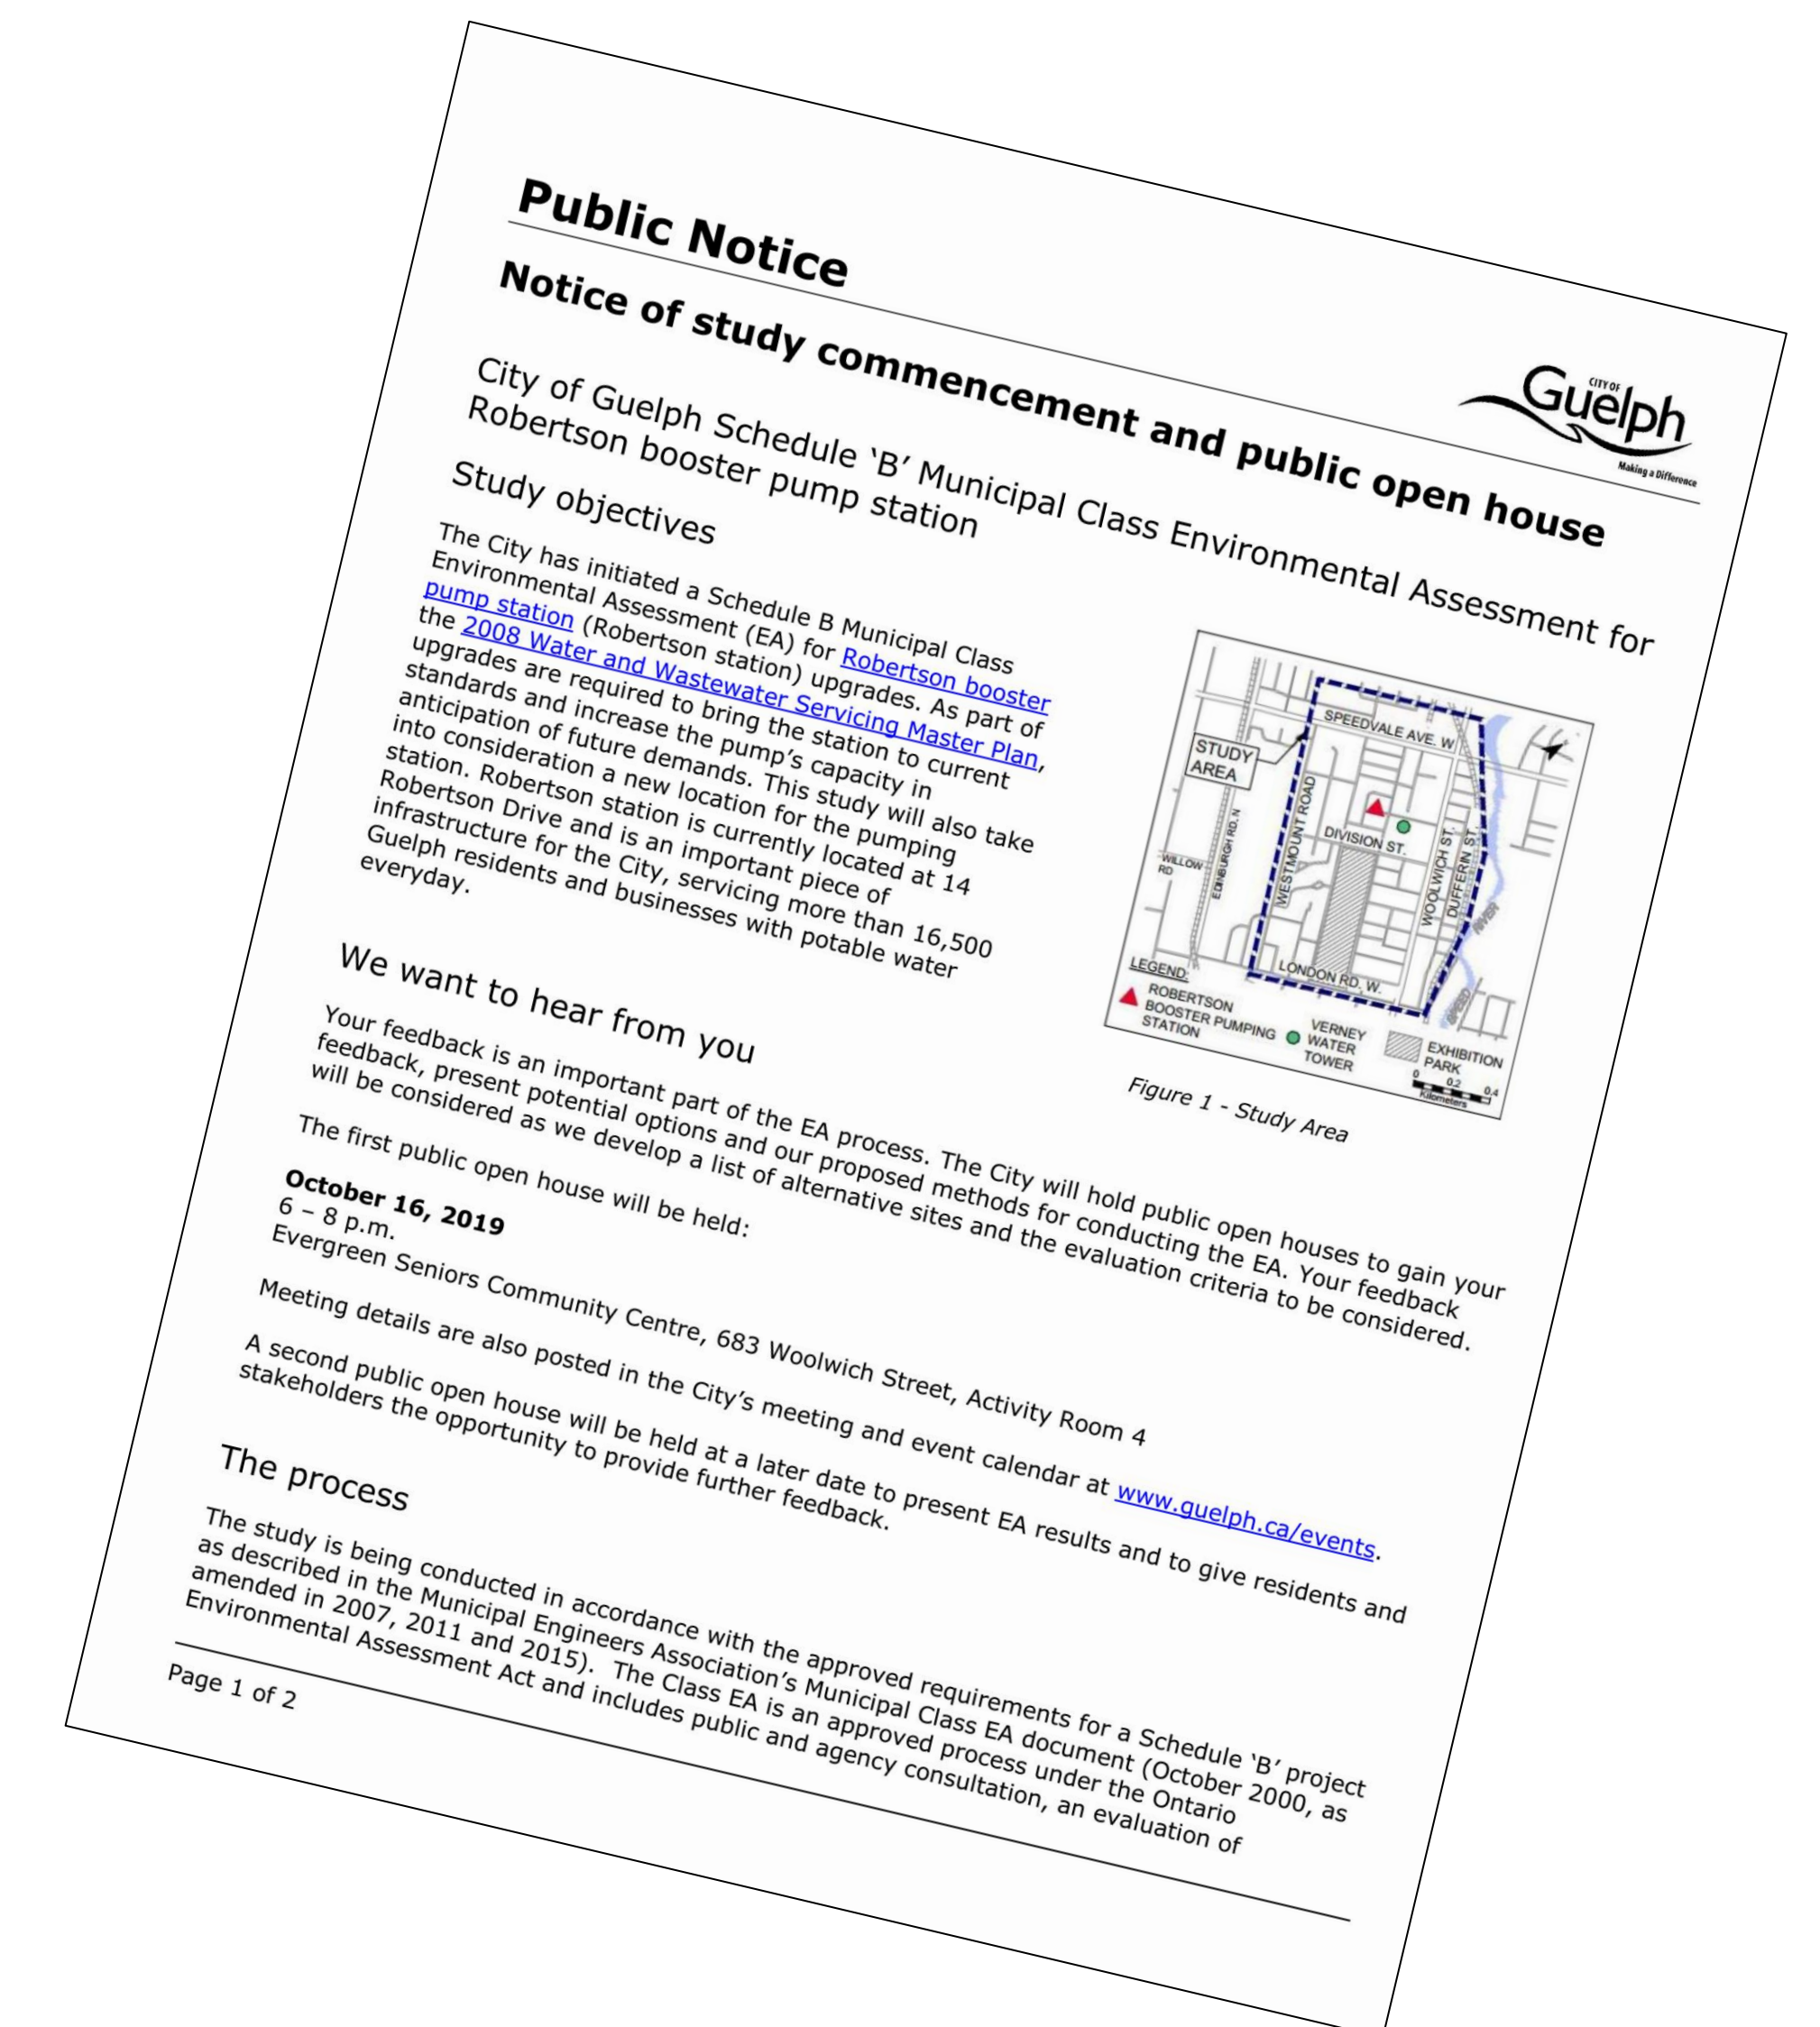 Public Notice
CITY OF
Guelph
Making a Difference
Notice of study commencement and public open house
City of Guelph Schedule ‘B’ Municipal Class Environmental Assessment for
Robertson booster pump station
Study objectives
The City has initiated a Schedule B Municipal Class
Environmental Assessment (EA) for Robertson booster
pump station (Robertson station) upgrades. As part of
the 2008 Water and Wastewater Servicing Master Plan,
upgrades are required to bring the station to current
standards and increase the pump’s capacity in
anticipation of future demands. This study will also take
into consideration a new location for the pumping
station. Robertson station is currently located at 14
Robertson Drive and is an important piece of
infrastructure for the City, servicing more than 16,500
Guelph residents and businesses with potable water
everyday.
SPEEDVALE AVE. W
STUDY
AREA
WESTMOUNT ROAD
DIVISION ST.
EDINBURGH RD. N
WILLOW
RD
WOOLWICH ST.
DUFFERIN ST.
RIVER
SPEED
LONDON RD. W.
LEGEND:
ROBERTSON
BOOSTER PUMPING
STATION
VERNEY
WATER
TOWER
EXHIBITION
PARK
0 0.2 0.4
Kilometers
Figure 1 - Study Area
We want to hear from you
Your feedback is an important part of the EA process. The City will hold public open houses to gain your
feedback, present potential options and our proposed methods for conducting the EA. Your feedback
will be considered as we develop a list of alternative sites and the evaluation criteria to be considered.
The first public open house will be held:
October 16, 2019
6 – 8 p.m.
Evergreen Seniors Community Centre, 683 Woolwich Street, Activity Room 4
Meeting details are also posted in the City’s meeting and event calendar at www.guelph.ca/events.
A second public open house will be held at a later date to present EA results and to give residents and
stakeholders the opportunity to provide further feedback.
The process
The study is being conducted in accordance with the approved requirements for a Schedule ‘B’ project
as described in the Municipal Engineers Association’s Municipal Class EA document (October 2000, as
amended in 2007, 2011 and 2015).  The Class EA is an approved process under the Ontario
Environmental Assessment Act and includes public and agency consultation, an evaluation of
Page 1 of 2